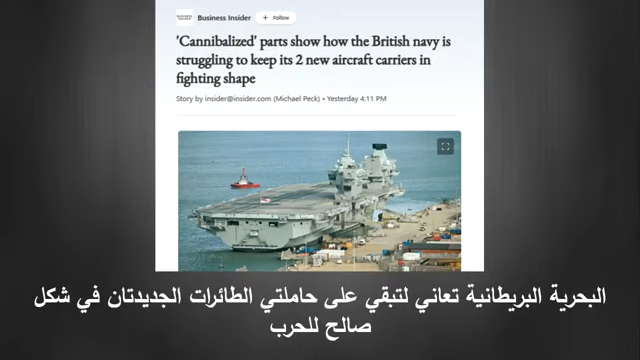 Business Insider
+ Follow
'Cannibalized' parts show how the British navy is
struggling to keep its 2 new aircraft carriers in
fighting shape
Story by insider@insider.com (Michael Peck) • Yesterday 4:11 PM
البحرية البريطانية تعاني لتبقي على حاملتي الطائرات الجديدتان في شكل
صالح للحرب